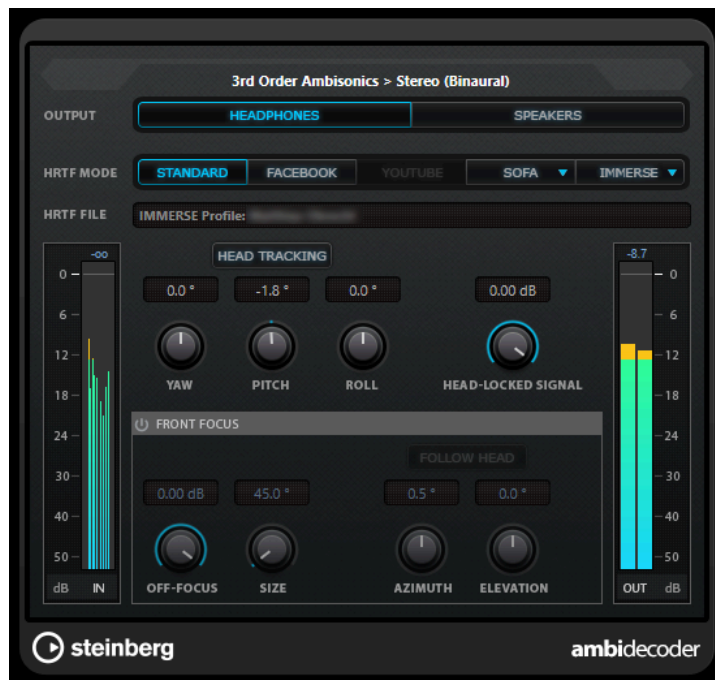 3rd Order Ambisonics > Stereo (Binaural)
OUTPUT HEADPHONES SPEAKERS
HRTF MODE STANDARD FACEBOOK YOUTUBE SOFA IMMERSE
HRTF FILE IMMERSE Profile:
-∞ HEAD TRACKING -8.7
0 0.0 ° -1.8 ° 0.0 ° 0.00 dB 0
6 6
12 12
YAW PITCH ROLL HEAD-LOCKED SIGNAL
18 18
FRONT FOCUS
24 24
FOLLOW HEAD
30 30
0.00 dB 45.0 ° 0.5 ° 0.0 °
40 40
50 50
dB IN OFF-FOCUS SIZE AZIMUTH ELEVATION OUT dB
steinberg ambidecoder